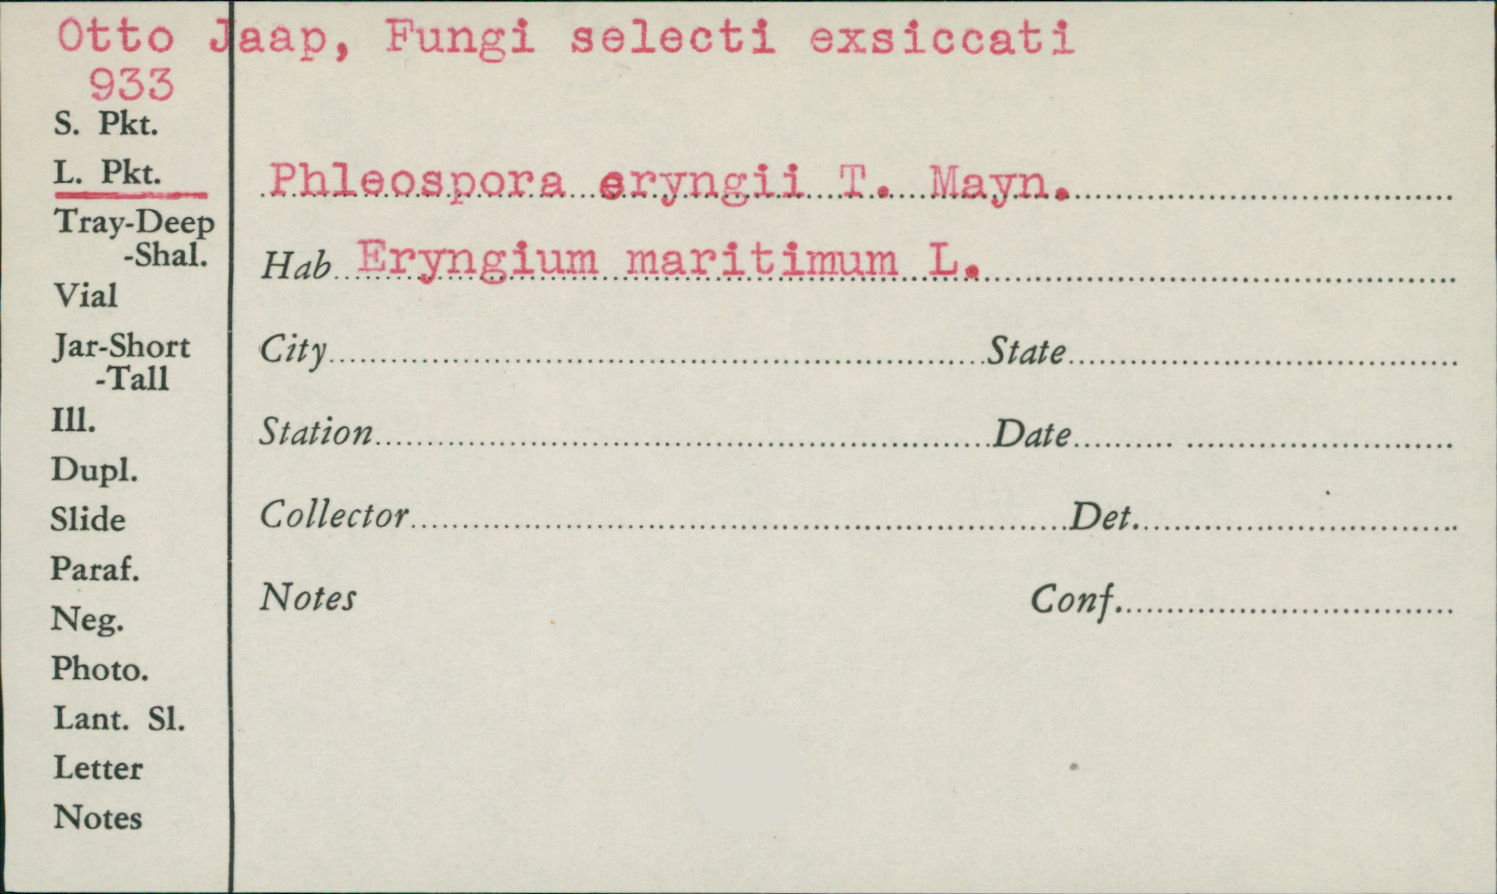 Otto Jaap, Fungi selecti exsiccati
933
S. Pkt.
L. Pkt.
Tray-Deep
-Shal.
Vial
Jar-Short
-Tall
Ill.
Dupl.
Slide
Paraf.
Neg.
Photo.
Lant. Sl.
Letter
Notes
Phleospora eryngii T. Mayn.
Hab Eryngium maritimum L.
City State
Station Date
Collector Det.
Notes Conf.